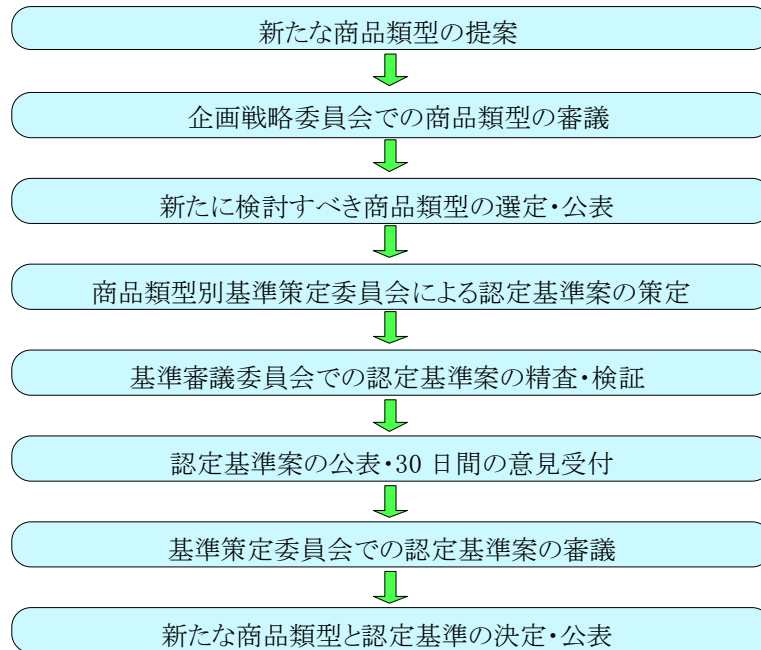 新たな商品類型の提案
企画戦略委員会での商品類型の審議
新たに検討すべき商品類型の選定・公表
商品類型別基準策定委員会による認定基準案の策定
基準審議委員会での認定基準案の精査・検証
認定基準案の公表・30 日間の意見受付
基準策定委員会での認定基準案の審議
新たな商品類型と認定基準の決定・公表